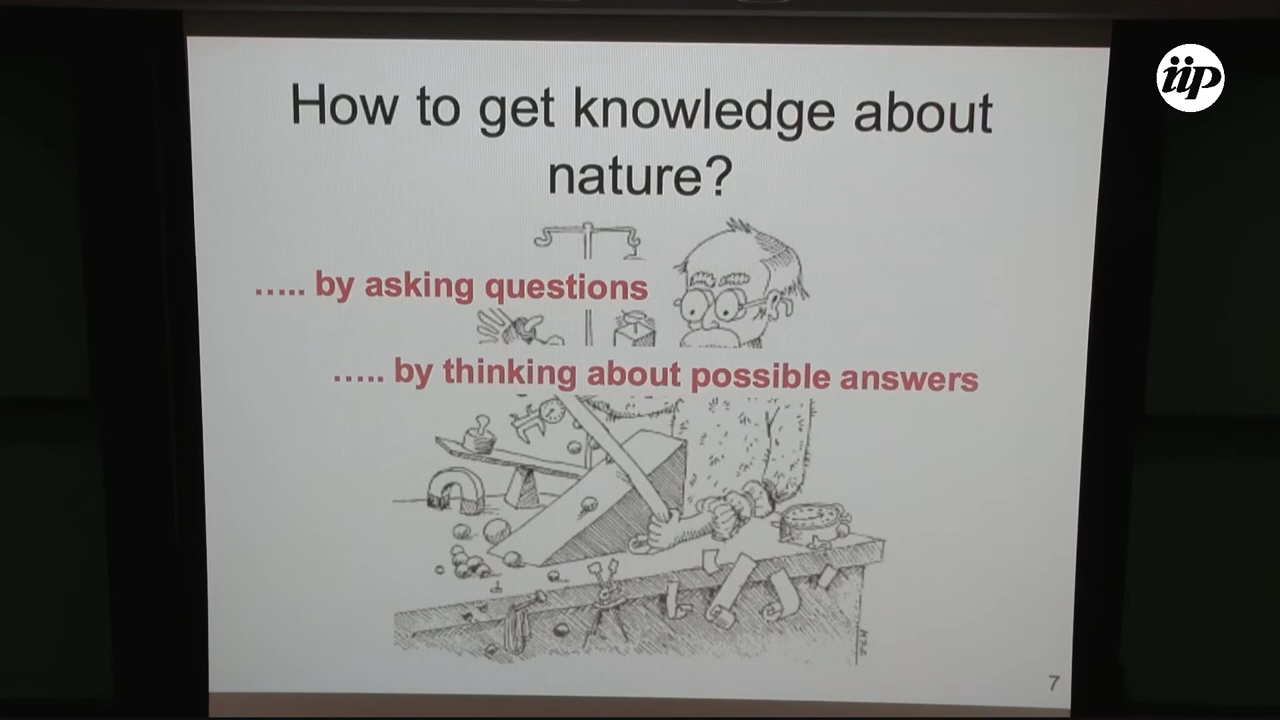 iip
How to get knowledge about
nature?
….. by asking questions
….. by thinking about possible answers
7